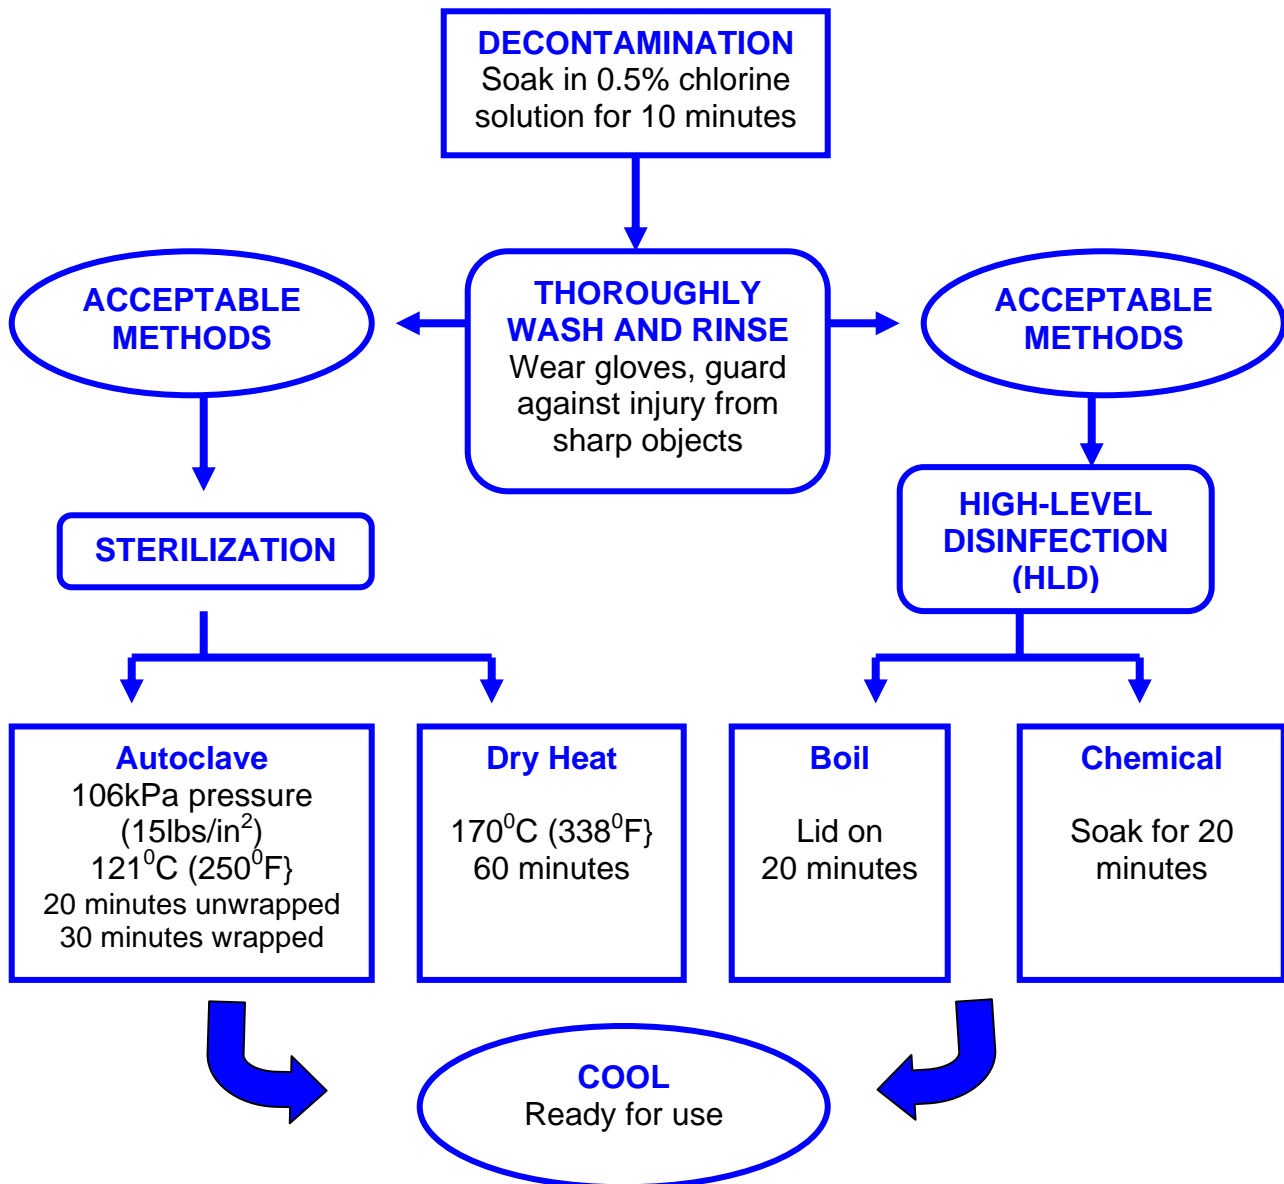 DECONTAMINATION
Soak in 0.5% chlorine
solution for 10 minutes
ACCEPTABLE
METHODS
THOROUGHLY
WASH AND RINSE
Wear gloves, guard
against injury from
sharp objects
ACCEPTABLE
METHODS
STERILIZATION
HIGH-LEVEL
DISINFECTION
(HLD)
Autoclave
106kPa pressure
(15lbs/in²)
121⁰C (250⁰F}
20 minutes unwrapped
30 minutes wrapped
Dry Heat
170⁰C (338⁰F}
60 minutes
Boil
Lid on
20 minutes
Chemical
Soak for 20
minutes
COOL
Ready for use